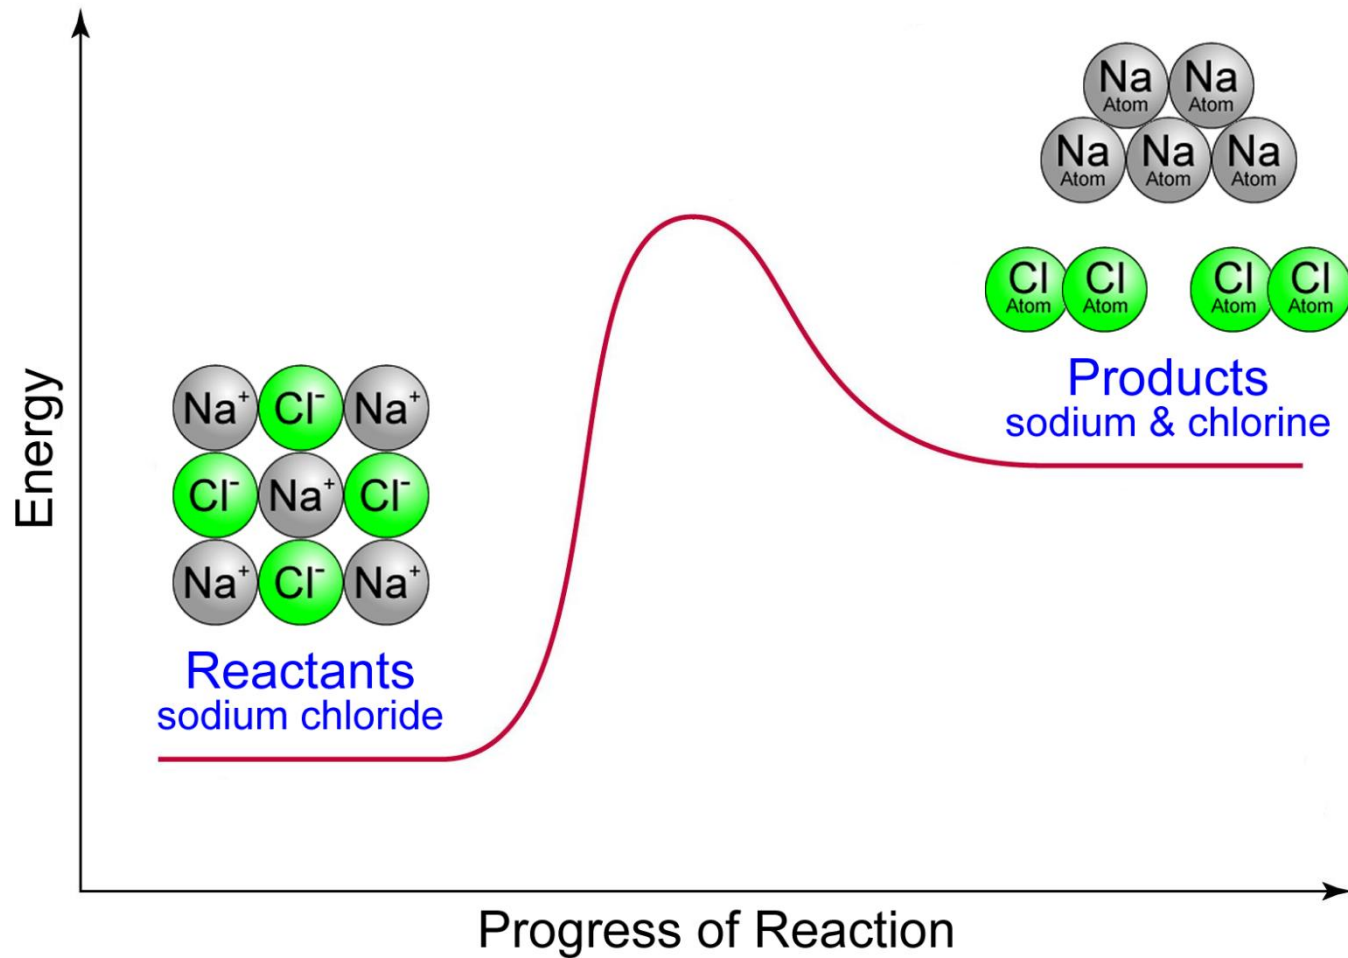 Energy
Na⁺ Cl⁻ Na⁺
Cl⁻ Na⁺ Cl⁻
Na⁺ Cl⁻ Na⁺
Reactants
sodium chloride
Na Na
Atom Atom
Na Na Na
Atom Atom Atom
Cl Cl Cl Cl
Atom Atom Atom Atom
Products
sodium & chlorine
Progress of Reaction